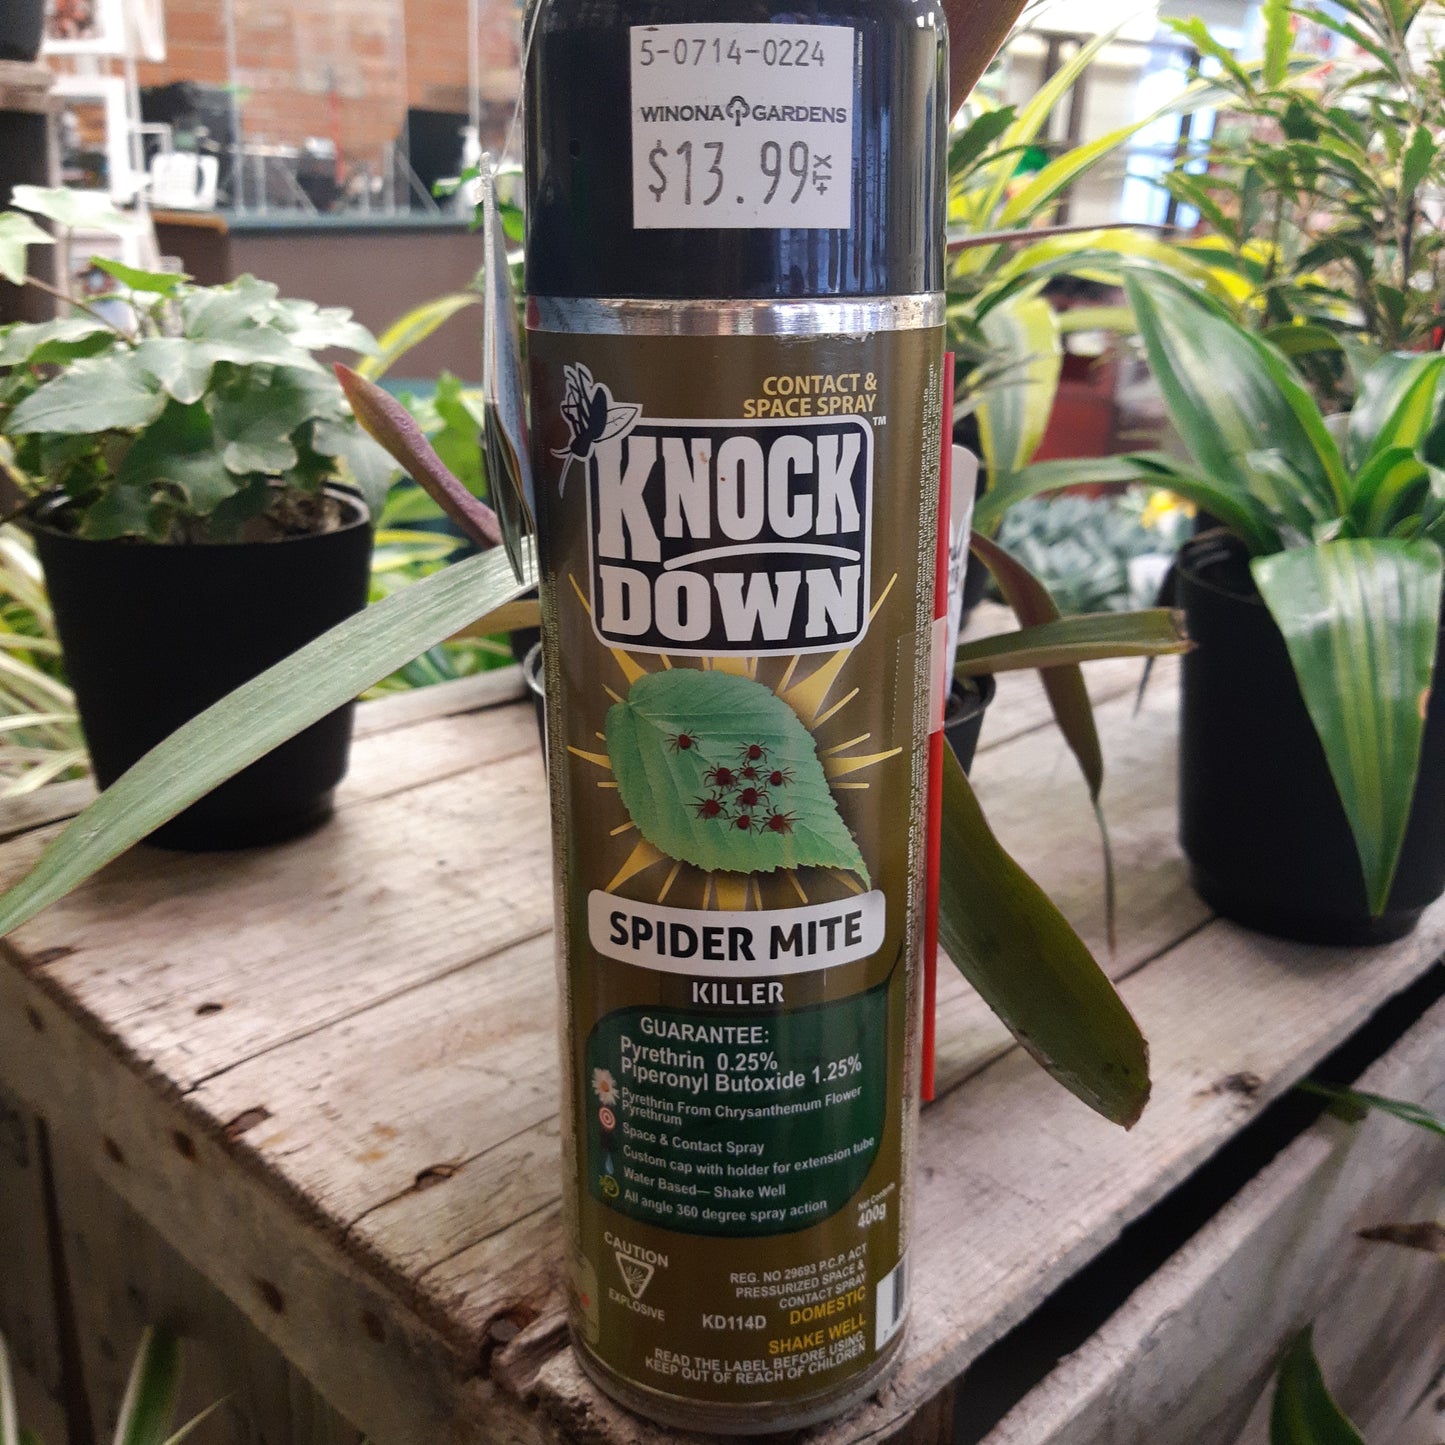 5-0714-0224
WINONA GARDENS
$13.99 +TX
CONTACT &
SPACE SPRAY
KNOCK ™
DOWN
SPIDER MITE
KILLER
GUARANTEE:
Pyrethrin 0.25%
Piperonyl Butoxide 1.25%
Pyrethrin From Chrysanthemum Flower
Pyrethrum
Space & Contact Spray
Custom cap with holder for extension tube
Water Based— Shake Well
All angle 360 degree spray action
Net Contents
400g
CAUTION
EXPLOSIVE
REG. NO 29693 P.C.P. ACT
PRESSURIZED SPACE &
CONTACT SPRAY
KD114D DOMESTIC
SHAKE WELL
READ THE LABEL BEFORE USING
KEEP OUT OF REACH OF CHILDREN